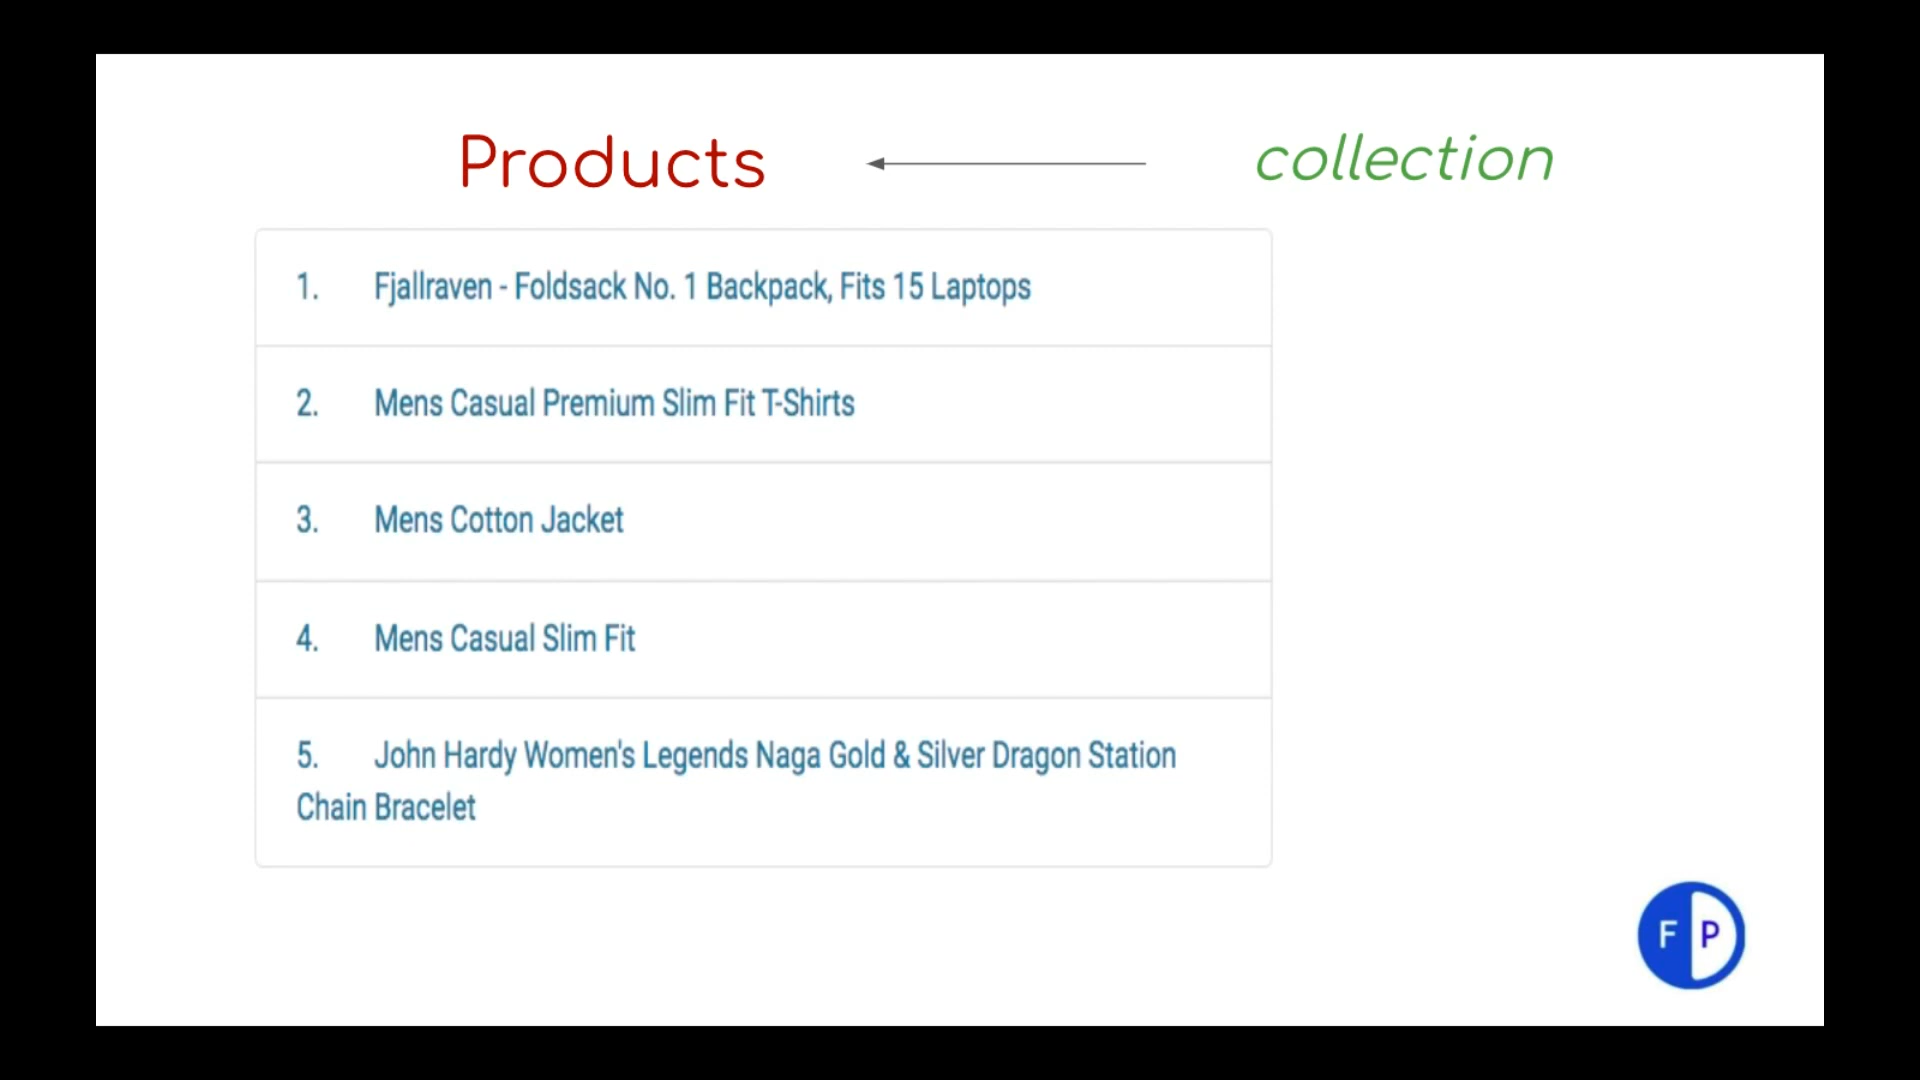 Products collection
1. Fjallraven - Foldsack No. 1 Backpack, Fits 15 Laptops
2. Mens Casual Premium Slim Fit T-Shirts
3. Mens Cotton Jacket
4. Mens Casual Slim Fit
5. John Hardy Women's Legends Naga Gold & Silver Dragon Station
Chain Bracelet
F P